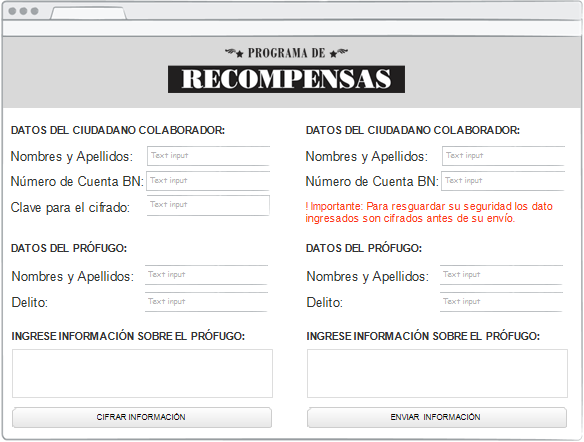 PROGRAMA DE
RECOMPENSAS
DATOS DEL CIUDADANO COLABORADOR:
Nombres y Apellidos: Text input
Número de Cuenta BN: Text input
Clave para el cifrado: Text input
DATOS DEL PRÓFUGO:
Nombres y Apellidos: Text input
Delito: Text input
INGRESE INFORMACIÓN SOBRE EL PRÓFUGO:
CIFRAR INFORMACIÓN
DATOS DEL CIUDADANO COLABORADOR:
Nombres y Apellidos: Text input
Número de Cuenta BN: Text input
! Importante: Para resguardar su seguridad los dato
ingresados son cifrados antes de su envío.
DATOS DEL PRÓFUGO:
Nombres y Apellidos: Text input
Delito: Text input
INGRESE INFORMACIÓN SOBRE EL PRÓFUGO:
ENVIAR INFORMACIÓN